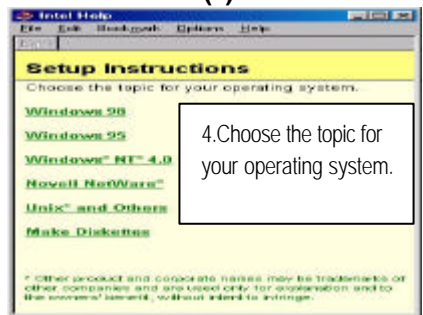 Intel Help
File Edit Bookmark Options Help
Setup Instructions
Choose the topic for your operating system.
Windows 98
Windows 95
Windows* NT* 4.0
Novell NetWare*
Unix* and Others
Make Diskettes
4.Choose the topic for
your operating system.
* Other product and corporate names may be trademarks of
other companies and are used only for explanation and to
the owners' benefit, without intent to infringe.